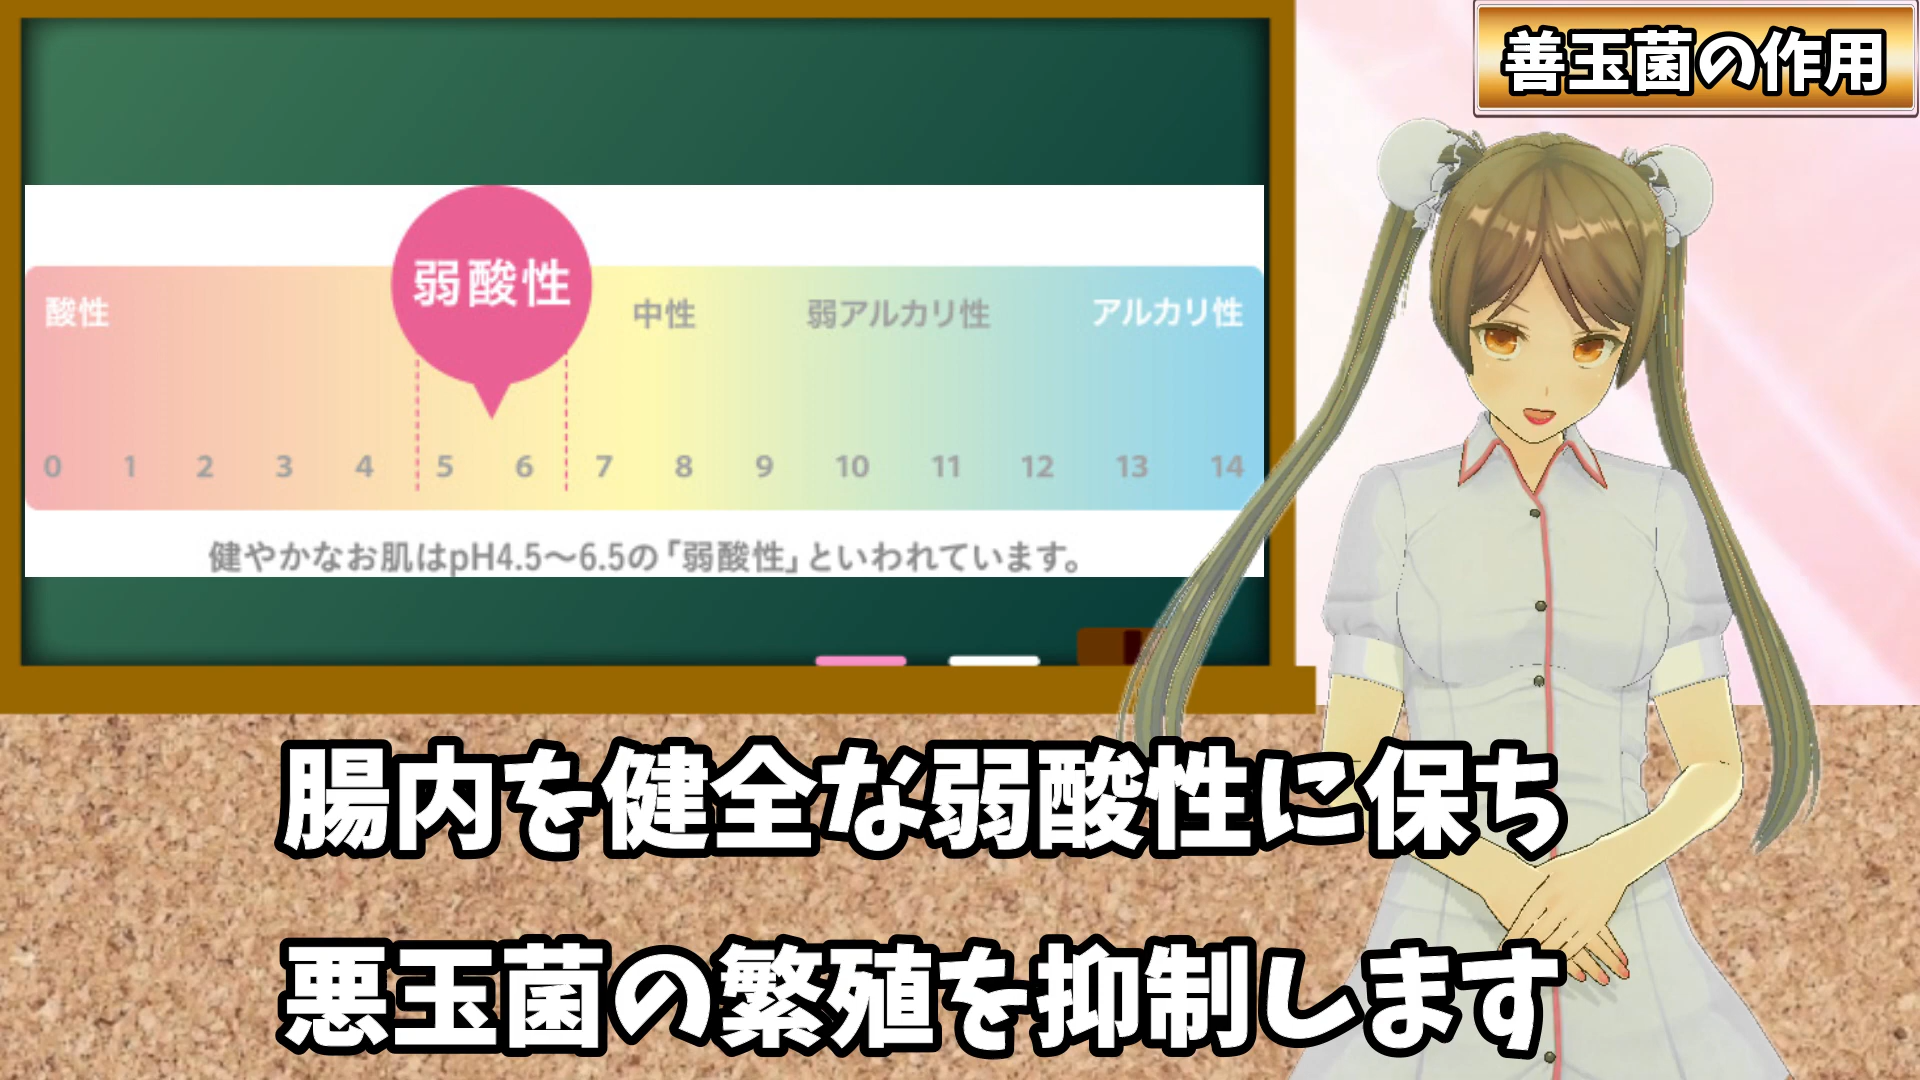 善玉菌の作用
弱酸性
酸性 中性 弱アルカリ性 アルカリ性
0 1 2 3 4 5 6 7 8 9 10 11 12 13 14
健やかなお肌はpH4.5～6.5の「弱酸性」といわれています。
腸内を健全な弱酸性に保ち
悪玉菌の繁殖を抑制します